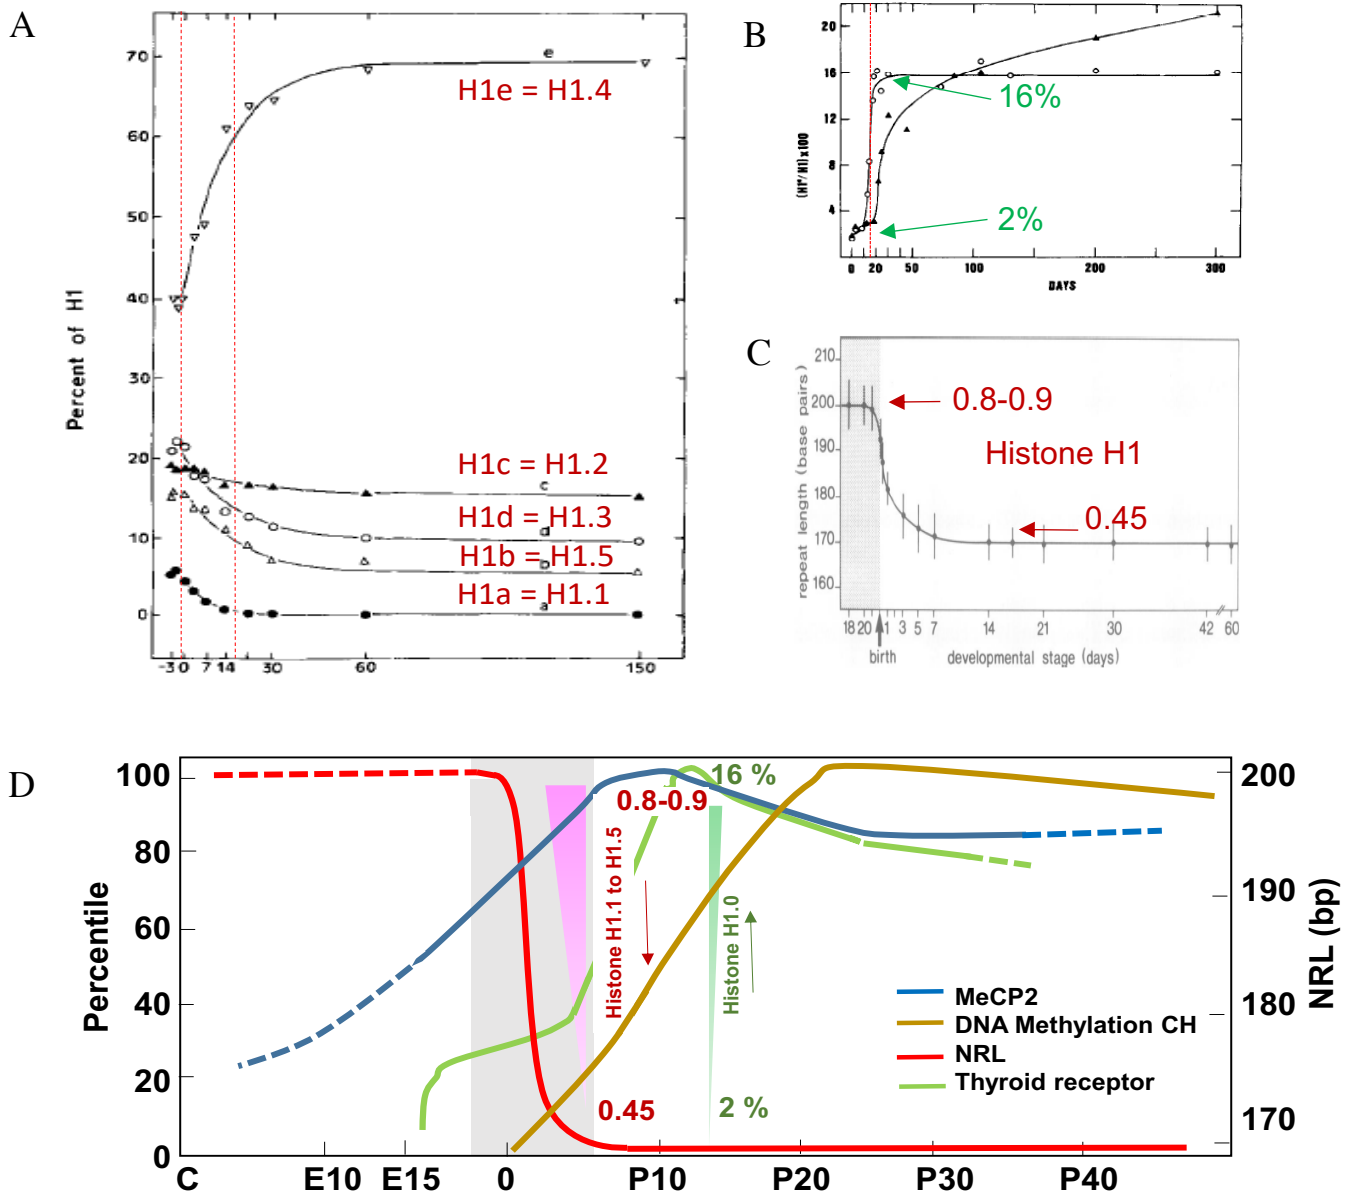 A
70
60
50
40
30
20
10
0
Percent of H1
e
H1e = H1.4
H1c = H1.2
c
H1d = H1.3
d
H1b = H1.5
b
H1a = H1.1
a
-3 0 7 14 30 60 150
B
20
16
12
8
4
(H1°/H1)x100
16%
2%
0 20 50 100 200 300
DAYS
C
210
200
190
180
170
160
repeat length (base pairs)
0.8-0.9
Histone H1
0.45
18 20 1 3 5 7 14 21 30 42 60
birth
developmental stage (days)
D
100
80
60
40
20
0
Percentile
16 %
0.8-0.9
Histone H1.1 to H1.5
Histone H1.0
0.45
2 %
MeCP2
DNA Methylation CH
NRL
Thyroid receptor
200
190
180
170
NRL (bp)
C E10 E15 0 P10 P20 P30 P40